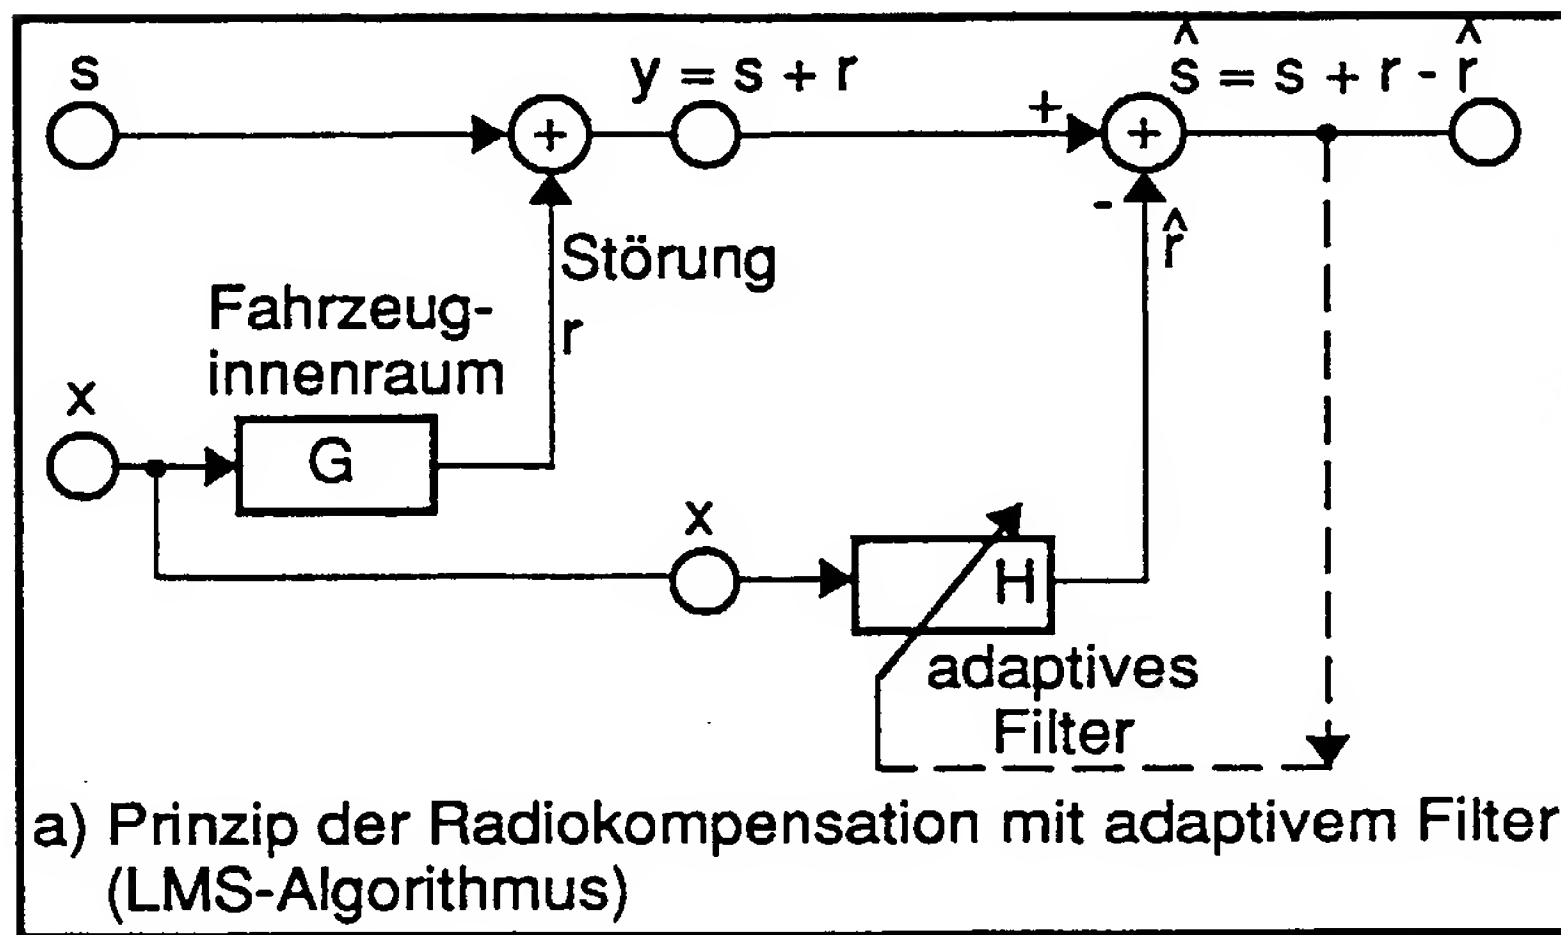 s
y = s + r
ŝ = s + r - r̂
+
+
+
-
r̂
Störung
r
Fahrzeug-
innenraum
x
G
x
H
adaptives
Filter
a) Prinzip der Radiokompensation mit adaptivem Filter
(LMS-Algorithmus)